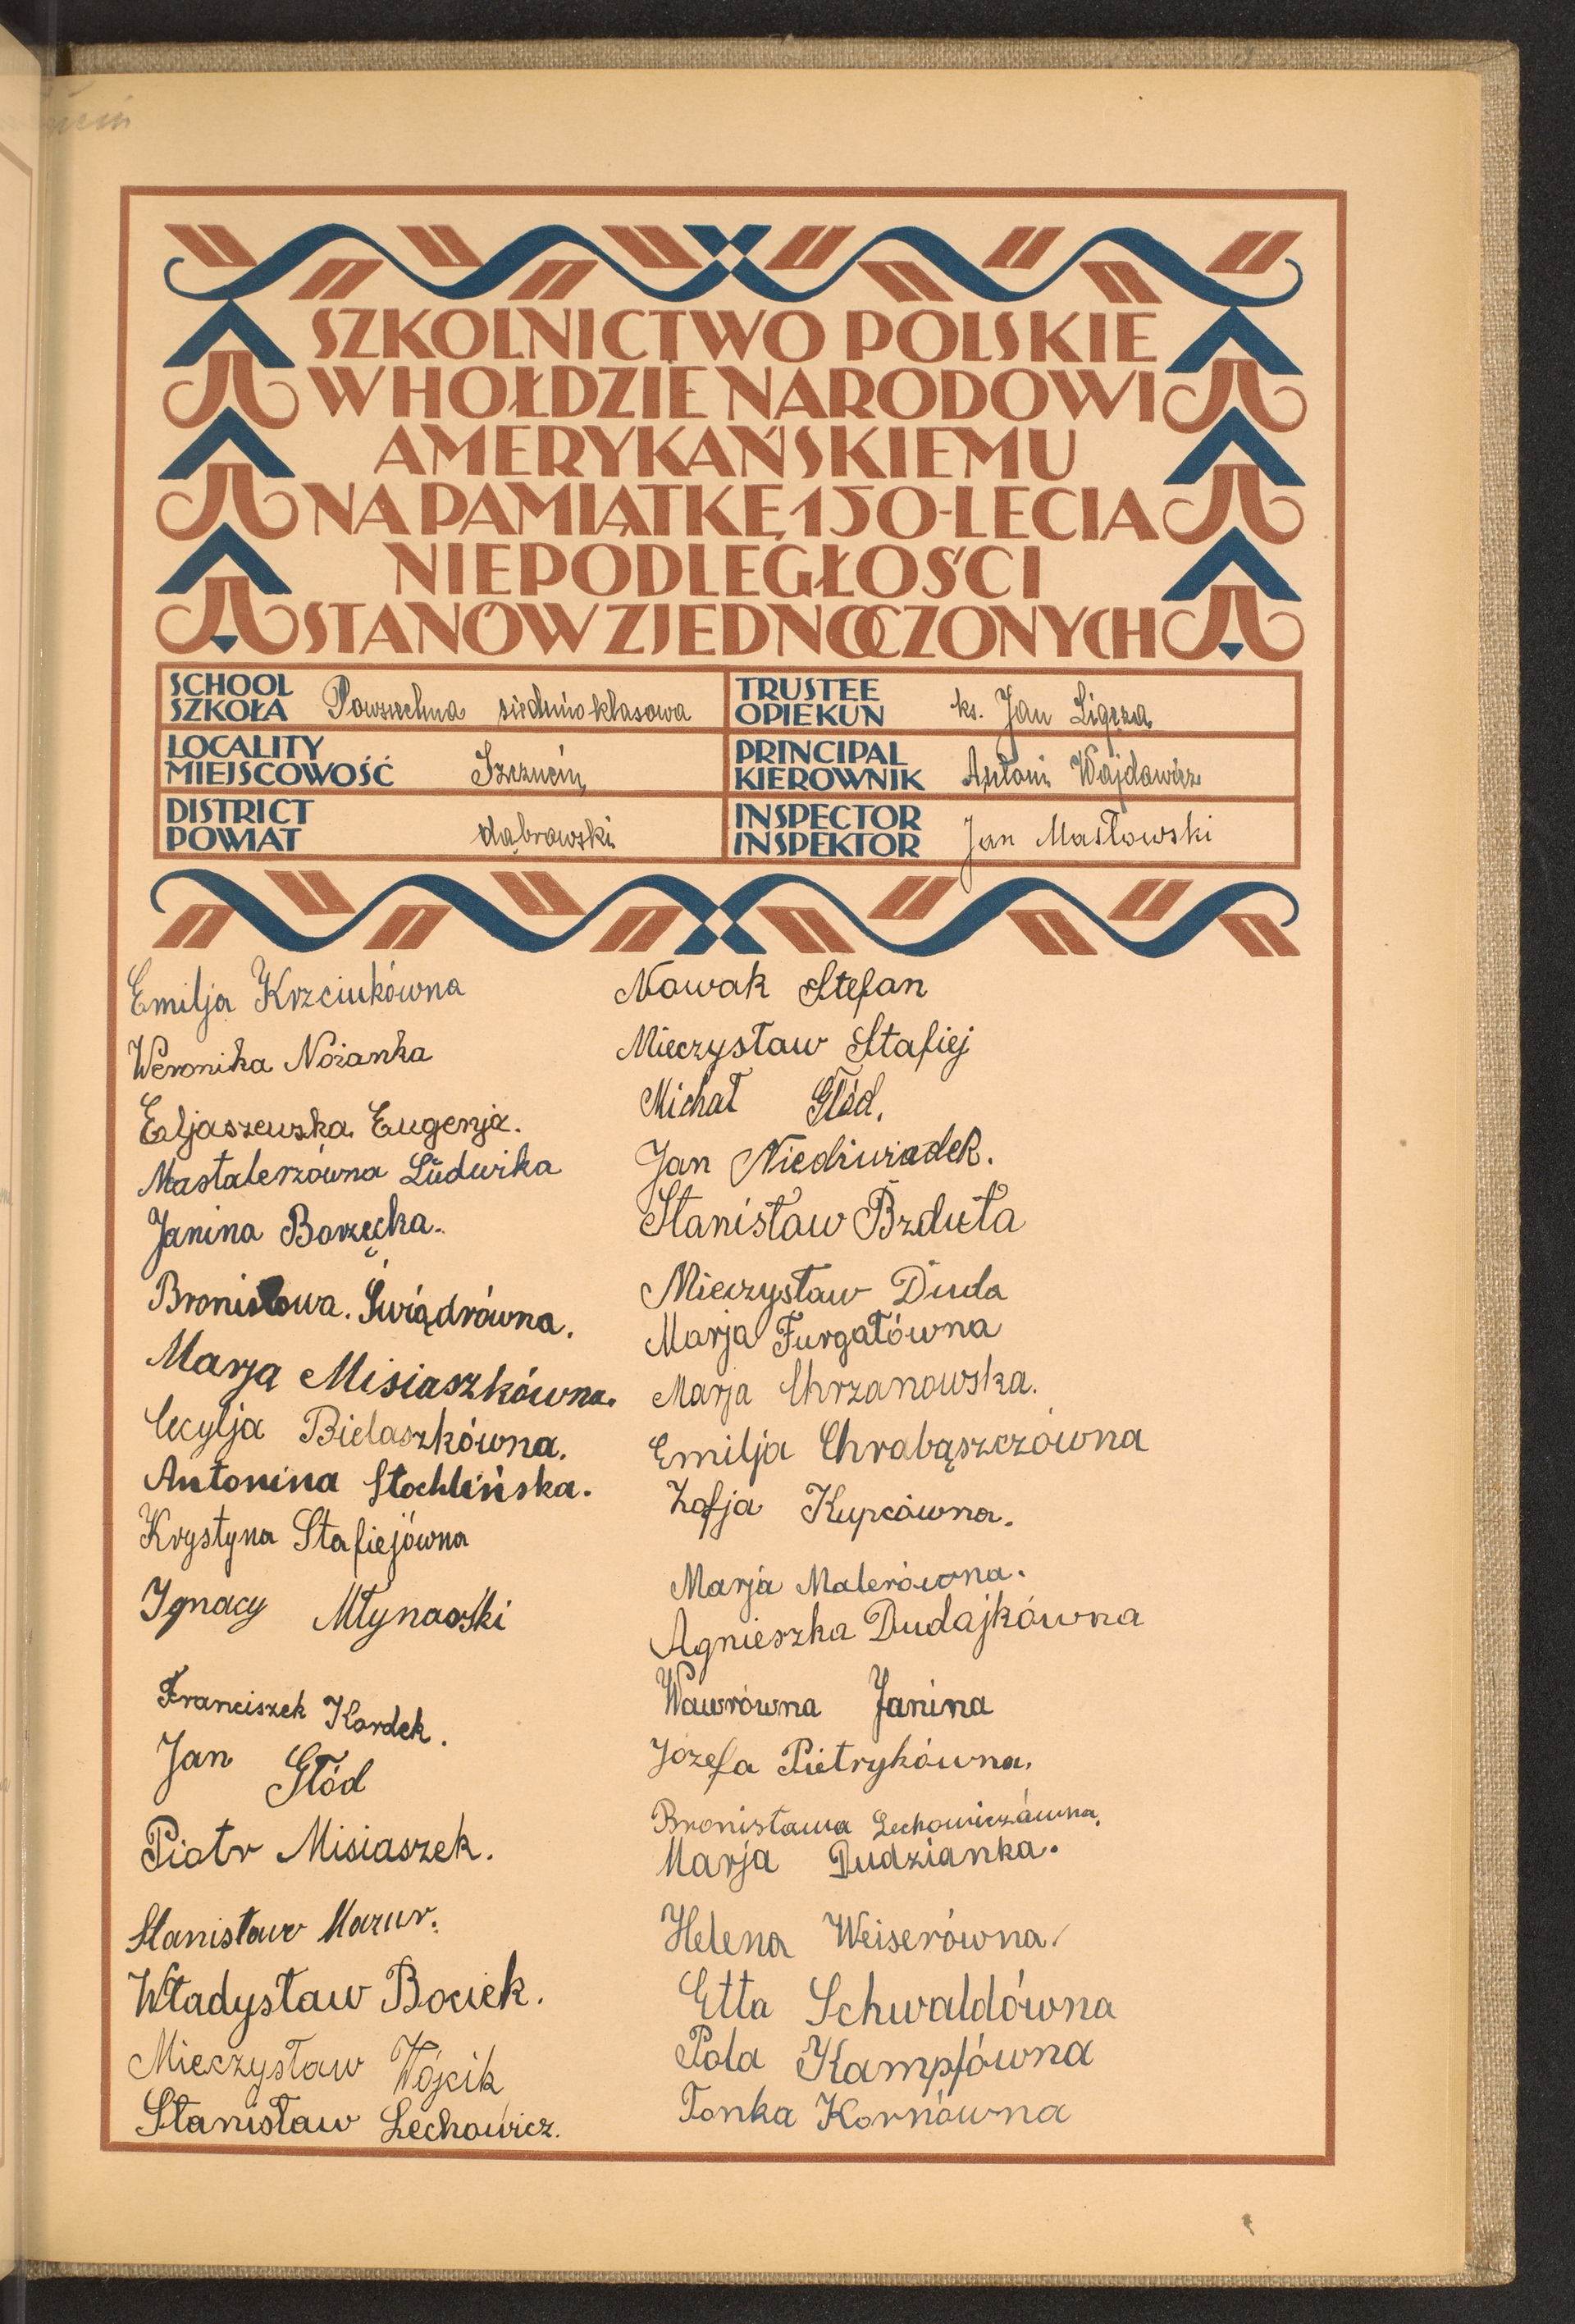 SZKOLNICTWO POLSKIE
W HOŁDZIE NARODOWI
AMERYKAŃSKIEMU
NA PAMIĄTKĘ 150-LECIA
NIEPODLEGŁOŚCI
STANÓW ZJEDNOCZONYCH
SCHOOL
SZKOŁA Powszechna siedmioklasowa
LOCALITY
MIEJSCOWOŚĆ Szczucin
DISTRICT
POWIAT dąbrowski
TRUSTEE
OPIEKUN ks. Jan Ligęza
PRINCIPAL
KIEROWNIK Antoni Wajdowicz
INSPECTOR
INSPEKTOR Jan Masłowski
Emilja Krzciukówna
Weronika Nożanka
Eljaszewska Eugenja.
Mastalerzówna Ludwika
Janina Borzęcka.
Bronisława. Świądrówna.
Marja Misiaszkówna.
Cecylja Bielaszkówna.
Antonina Stochlińska.
Krystyna Stafiejówna
Ignacy Młynarski
Franciszek Kordek.
Jan Głód
Piotr Misiaszek.
Stanisław Mazur.
Władysław Bociek.
Mieczysław Wójcik
Stanisław Lechowicz.
Nowak Stefan
Mieczysław Stafiej
Michał Głód.
Jan Niedźwiadek.
Stanisław Bzduła
Mieczysław Duda
Marja Furgałówna
Marja Chrzanowska.
Emilja Chrabąszczówna
Zofja Kupcówna.
Marja Malerówna.
Agnieszka Dudajkówna
Wawrówna Janina
Józefa Pietrykówna.
Bronisława Lechowiczówna.
Marja Dudzianka.
Helena Weiserówna.
Etta Schwaldówna
Pola Kampfówna
Tonka Kornówna